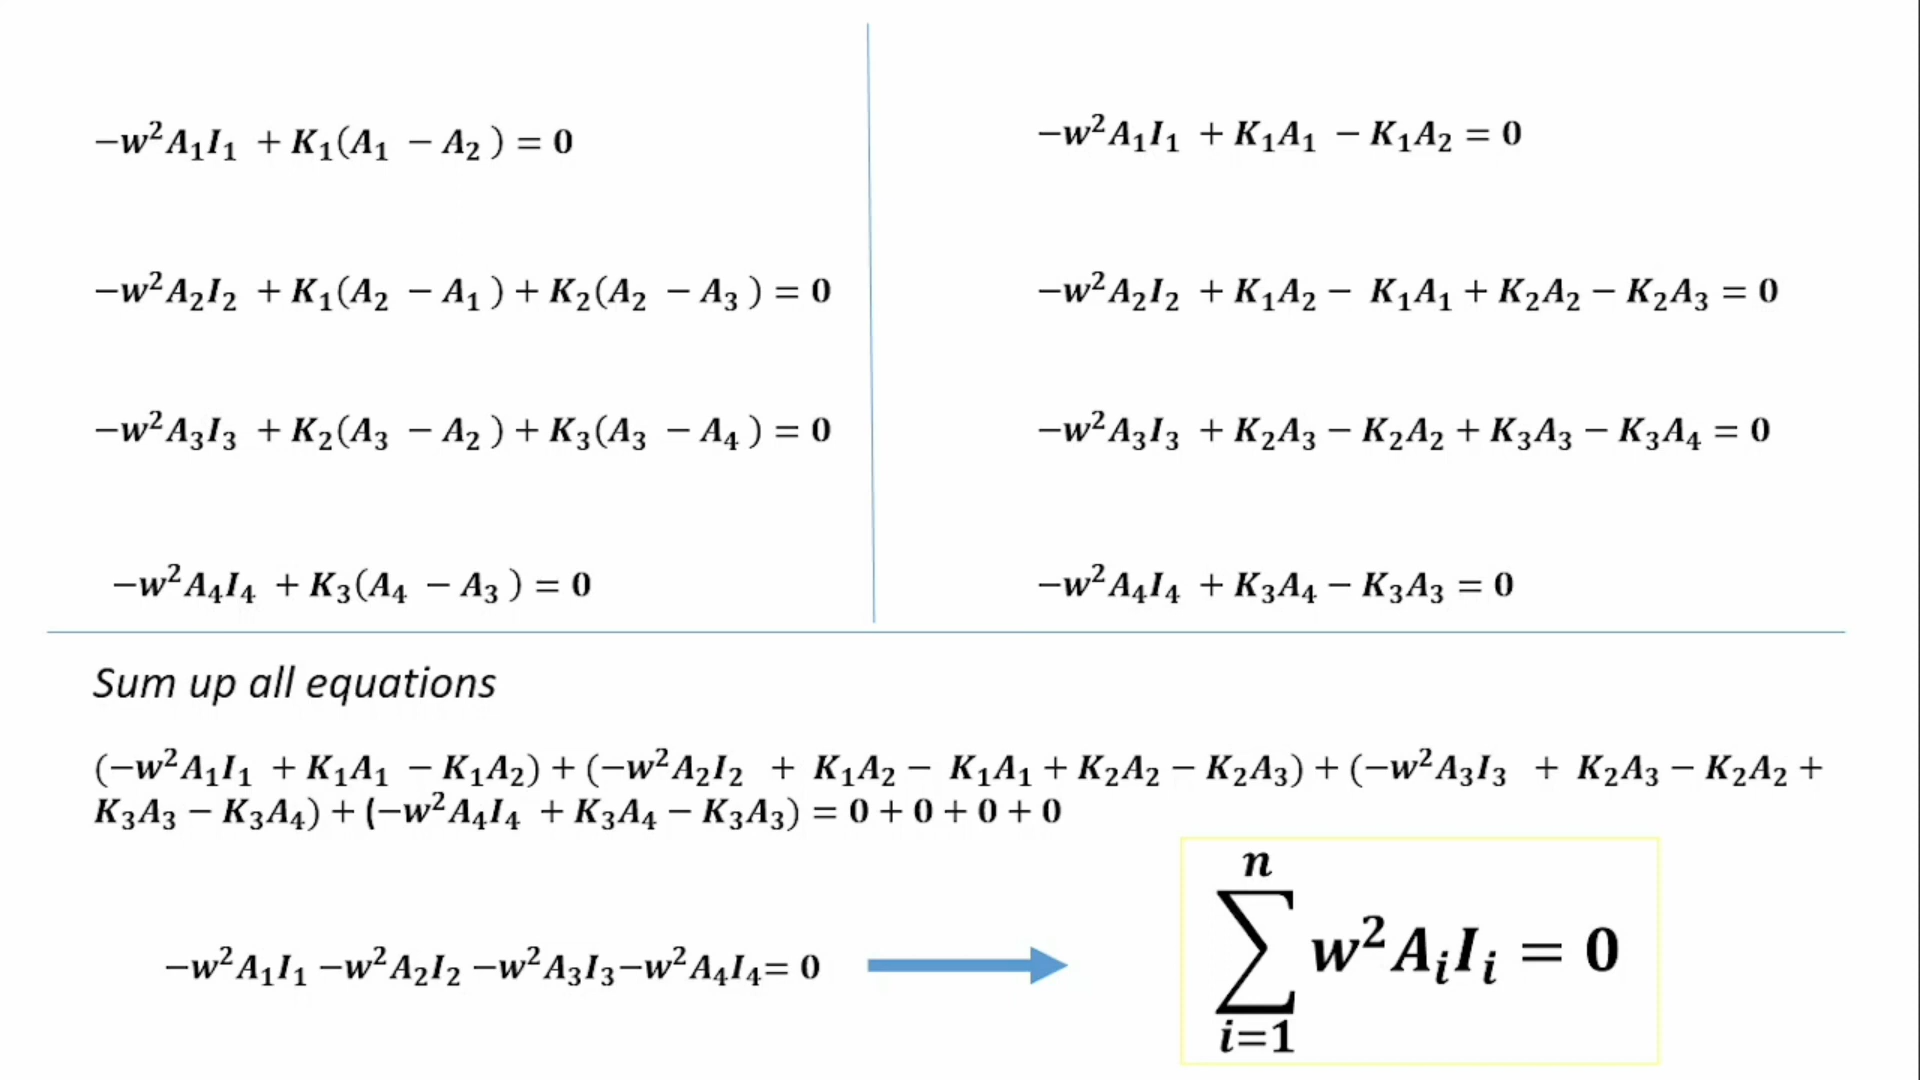 −w²A₁I₁ + K₁(A₁ − A₂) = 0
−w²A₂I₂ + K₁(A₂ − A₁) + K₂(A₂ − A₃) = 0
−w²A₃I₃ + K₂(A₃ − A₂) + K₃(A₃ − A₄) = 0
−w²A₄I₄ + K₃(A₄ − A₃) = 0
−w²A₁I₁ + K₁A₁ − K₁A₂ = 0
−w²A₂I₂ + K₁A₂ − K₁A₁ + K₂A₂ − K₂A₃ = 0
−w²A₃I₃ + K₂A₃ − K₂A₂ + K₃A₃ − K₃A₄ = 0
−w²A₄I₄ + K₃A₄ − K₃A₃ = 0
Sum up all equations
(−w²A₁I₁ + K₁A₁ − K₁A₂) + (−w²A₂I₂ + K₁A₂ − K₁A₁ + K₂A₂ − K₂A₃) + (−w²A₃I₃ + K₂A₃ − K₂A₂ +
K₃A₃ − K₃A₄) + (−w²A₄I₄ + K₃A₄ − K₃A₃) = 0 + 0 + 0 + 0
−w²A₁I₁ −w²A₂I₂ −w²A₃I₃−w²A₄I₄= 0
n
∑ w²AᵢIᵢ = 0
i=1